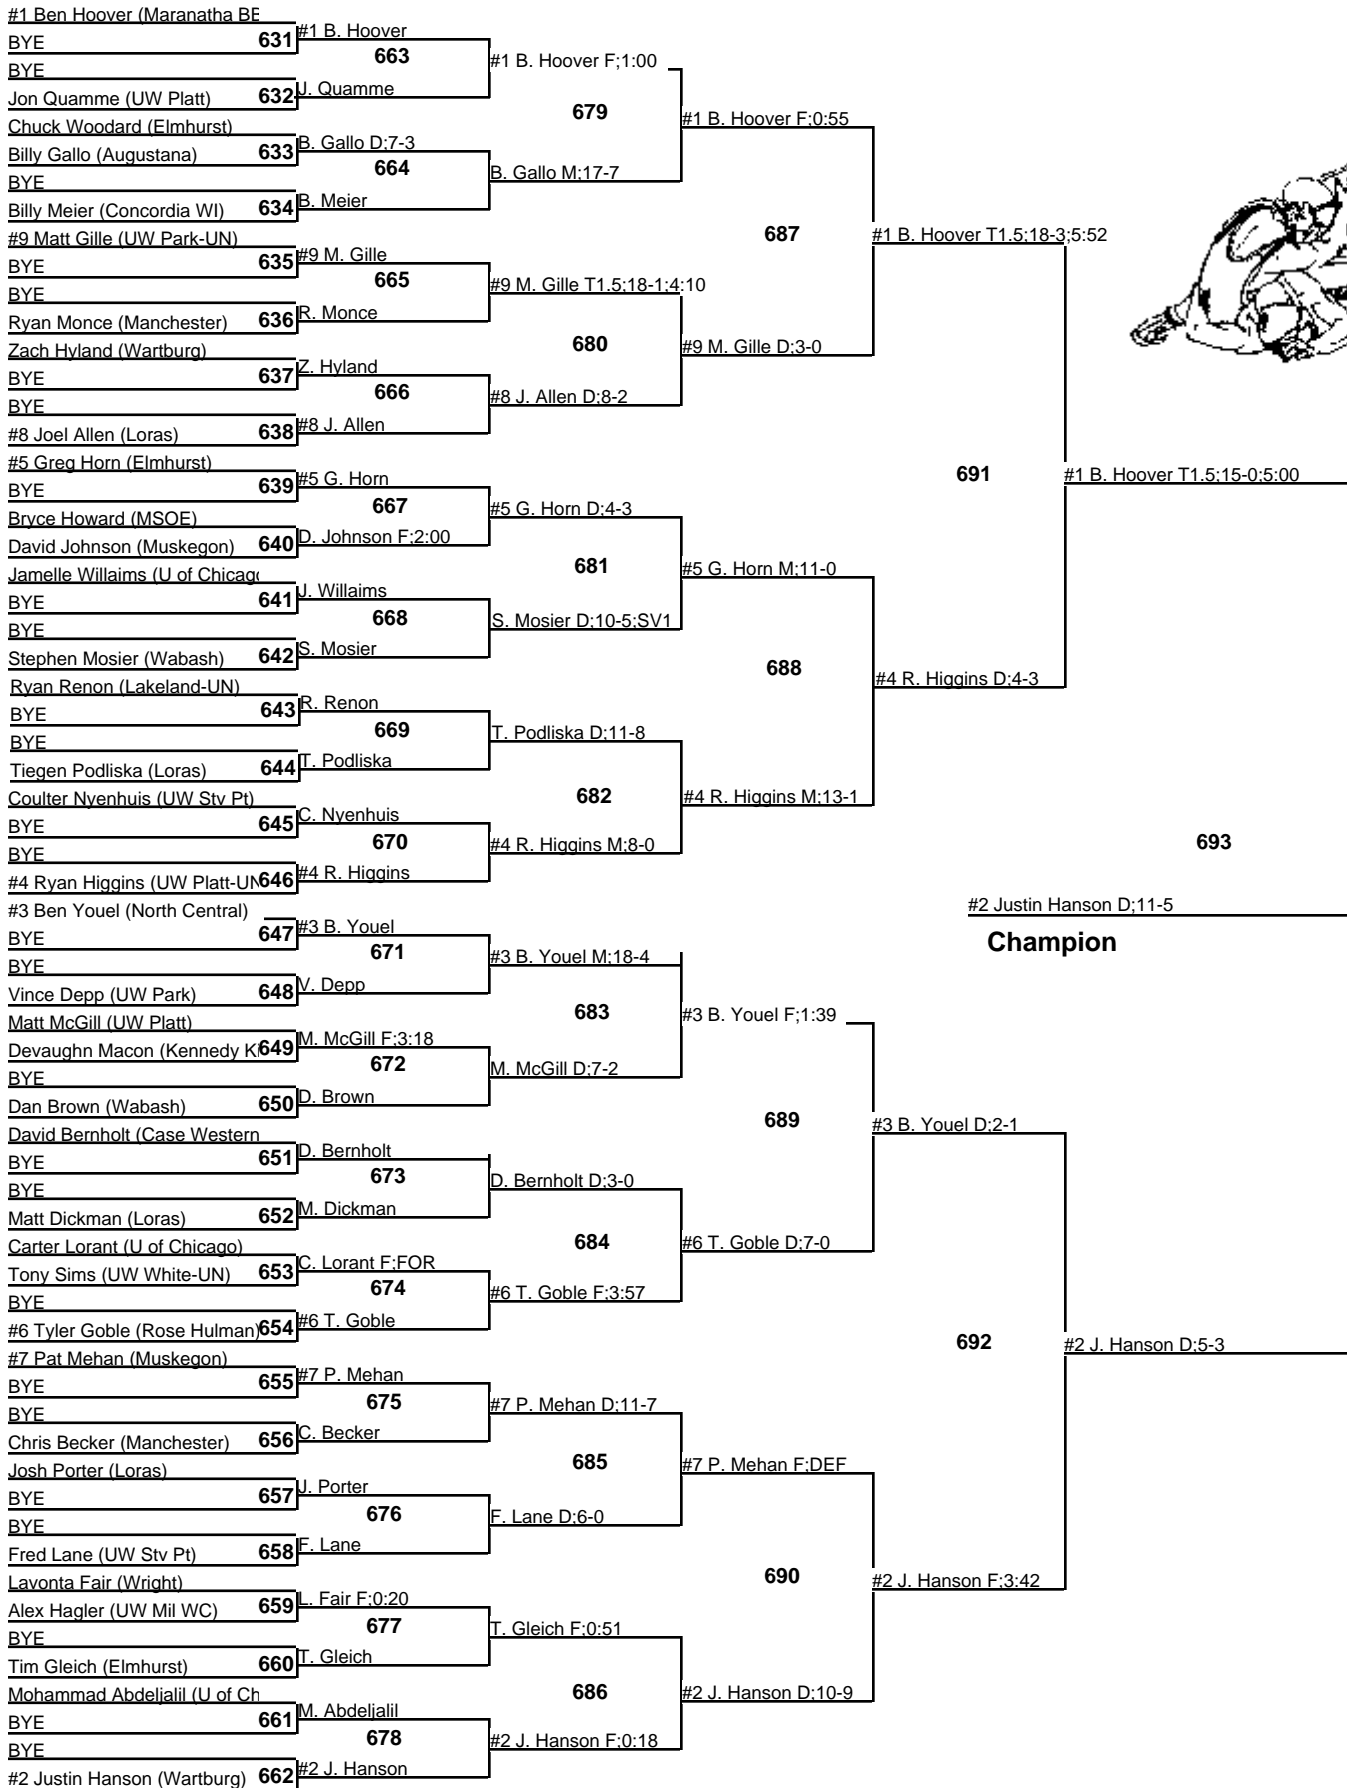 #1 Ben Hoover (Maranatha BE
BYE
631
BYE
Jon Quamme (UW Platt)
632
Chuck Woodard (Elmhurst)
Billy Gallo (Augustana)
633
BYE
Billy Meier (Concordia WI)
634
#9 Matt Gille (UW Park-UN)
BYE
635
BYE
Ryan Monce (Manchester)
636
Zach Hyland (Wartburg)
BYE
637
BYE
#8 Joel Allen (Loras)
638
#5 Greg Horn (Elmhurst)
BYE
639
Bryce Howard (MSOE)
David Johnson (Muskegon)
640
Jamelle Willaims (U of Chicag
BYE
641
BYE
Stephen Mosier (Wabash)
642
Ryan Renon (Lakeland-UN)
BYE
643
BYE
Tiegen Podliska (Loras)
644
Coulter Nyenhuis (UW Stv Pt)
BYE
645
BYE
#4 Ryan Higgins (UW Platt-UN
646
#3 Ben Youel (North Central)
BYE
647
BYE
Vince Depp (UW Park)
648
Matt McGill (UW Platt)
Devaughn Macon (Kennedy K
649
BYE
Dan Brown (Wabash)
650
David Bernholt (Case Western
BYE
651
BYE
Matt Dickman (Loras)
652
Carter Lorant (U of Chicago)
Tony Sims (UW White-UN)
653
BYE
#6 Tyler Goble (Rose Hulman)
654
#7 Pat Mehan (Muskegon)
BYE
655
BYE
Chris Becker (Manchester)
656
Josh Porter (Loras)
BYE
657
BYE
Fred Lane (UW Stv Pt)
658
Lavonta Fair (Wright)
Alex Hagler (UW Mil WC)
659
BYE
Tim Gleich (Elmhurst)
660
Mohammad Abdeljalil (U of Ch
BYE
661
BYE
#2 Justin Hanson (Wartburg)
662
#1 B. Hoover
663
J. Quamme
B. Gallo D;7-3
664
B. Meier
#9 M. Gille
665
R. Monce
Z. Hyland
666
#8 J. Allen
#5 G. Horn
667
D. Johnson F;2:00
J. Willaims
668
S. Mosier
R. Renon
669
T. Podliska
C. Nyenhuis
670
#4 R. Higgins
#3 B. Youel
671
V. Depp
M. McGill F;3:18
672
D. Brown
D. Bernholt
673
M. Dickman
C. Lorant F;FOR
674
#6 T. Goble
#7 P. Mehan
675
C. Becker
J. Porter
676
F. Lane
L. Fair F;0:20
677
T. Gleich
M. Abdeljalil
678
#2 J. Hanson
#1 B. Hoover F;1:00
679
B. Gallo M;17-7
#9 M. Gille T1.5;18-1;4:10
680
#8 J. Allen D;8-2
#5 G. Horn D;4-3
681
S. Mosier D;10-5;SV1
T. Podliska D;11-8
682
#4 R. Higgins M;8-0
#3 B. Youel M;18-4
683
M. McGill D;7-2
D. Bernholt D;3-0
684
#6 T. Goble F;3:57
#7 P. Mehan D;11-7
685
F. Lane D;6-0
T. Gleich F;0:51
686
#2 J. Hanson F;0:18
#1 B. Hoover F;0:55
687
#9 M. Gille D;3-0
#5 G. Horn M;11-0
688
#4 R. Higgins M;13-1
#3 B. Youel F;1:39
689
#6 T. Goble D;7-0
#7 P. Mehan F;DEF
690
#2 J. Hanson D;10-9
#1 B. Hoover T1.5;18-3;5:52
691
#4 R. Higgins D;4-3
#3 B. Youel D;2-1
692
#2 J. Hanson F;3:42
#1 B. Hoover T1.5;15-0;5:00
693
#2 J. Hanson D;5-3
#2 Justin Hanson D;11-5
Champion